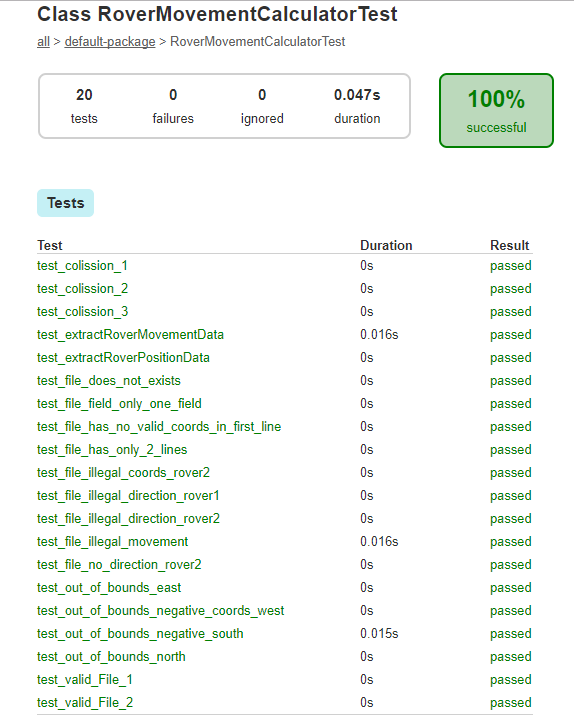 Class RoverMovementCalculatorTest
all > default-package > RoverMovementCalculatorTest
20 0 0 0.047s
tests failures ignored duration
100%
successful
Tests
Test Duration Result
test_colission_1 0s passed
test_colission_2 0s passed
test_colission_3 0s passed
test_extractRoverMovementData 0.016s passed
test_extractRoverPositionData 0s passed
test_file_does_not_exists 0s passed
test_file_field_only_one_field 0s passed
test_file_has_no_valid_coords_in_first_line 0s passed
test_file_has_only_2_lines 0s passed
test_file_illegal_coords_rover2 0s passed
test_file_illegal_direction_rover1 0s passed
test_file_illegal_direction_rover2 0s passed
test_file_illegal_movement 0.016s passed
test_file_no_direction_rover2 0s passed
test_out_of_bounds_east 0s passed
test_out_of_bounds_negative_coords_west 0s passed
test_out_of_bounds_negative_south 0.015s passed
test_out_of_bounds_north 0s passed
test_valid_File_1 0s passed
test_valid_File_2 0s passed